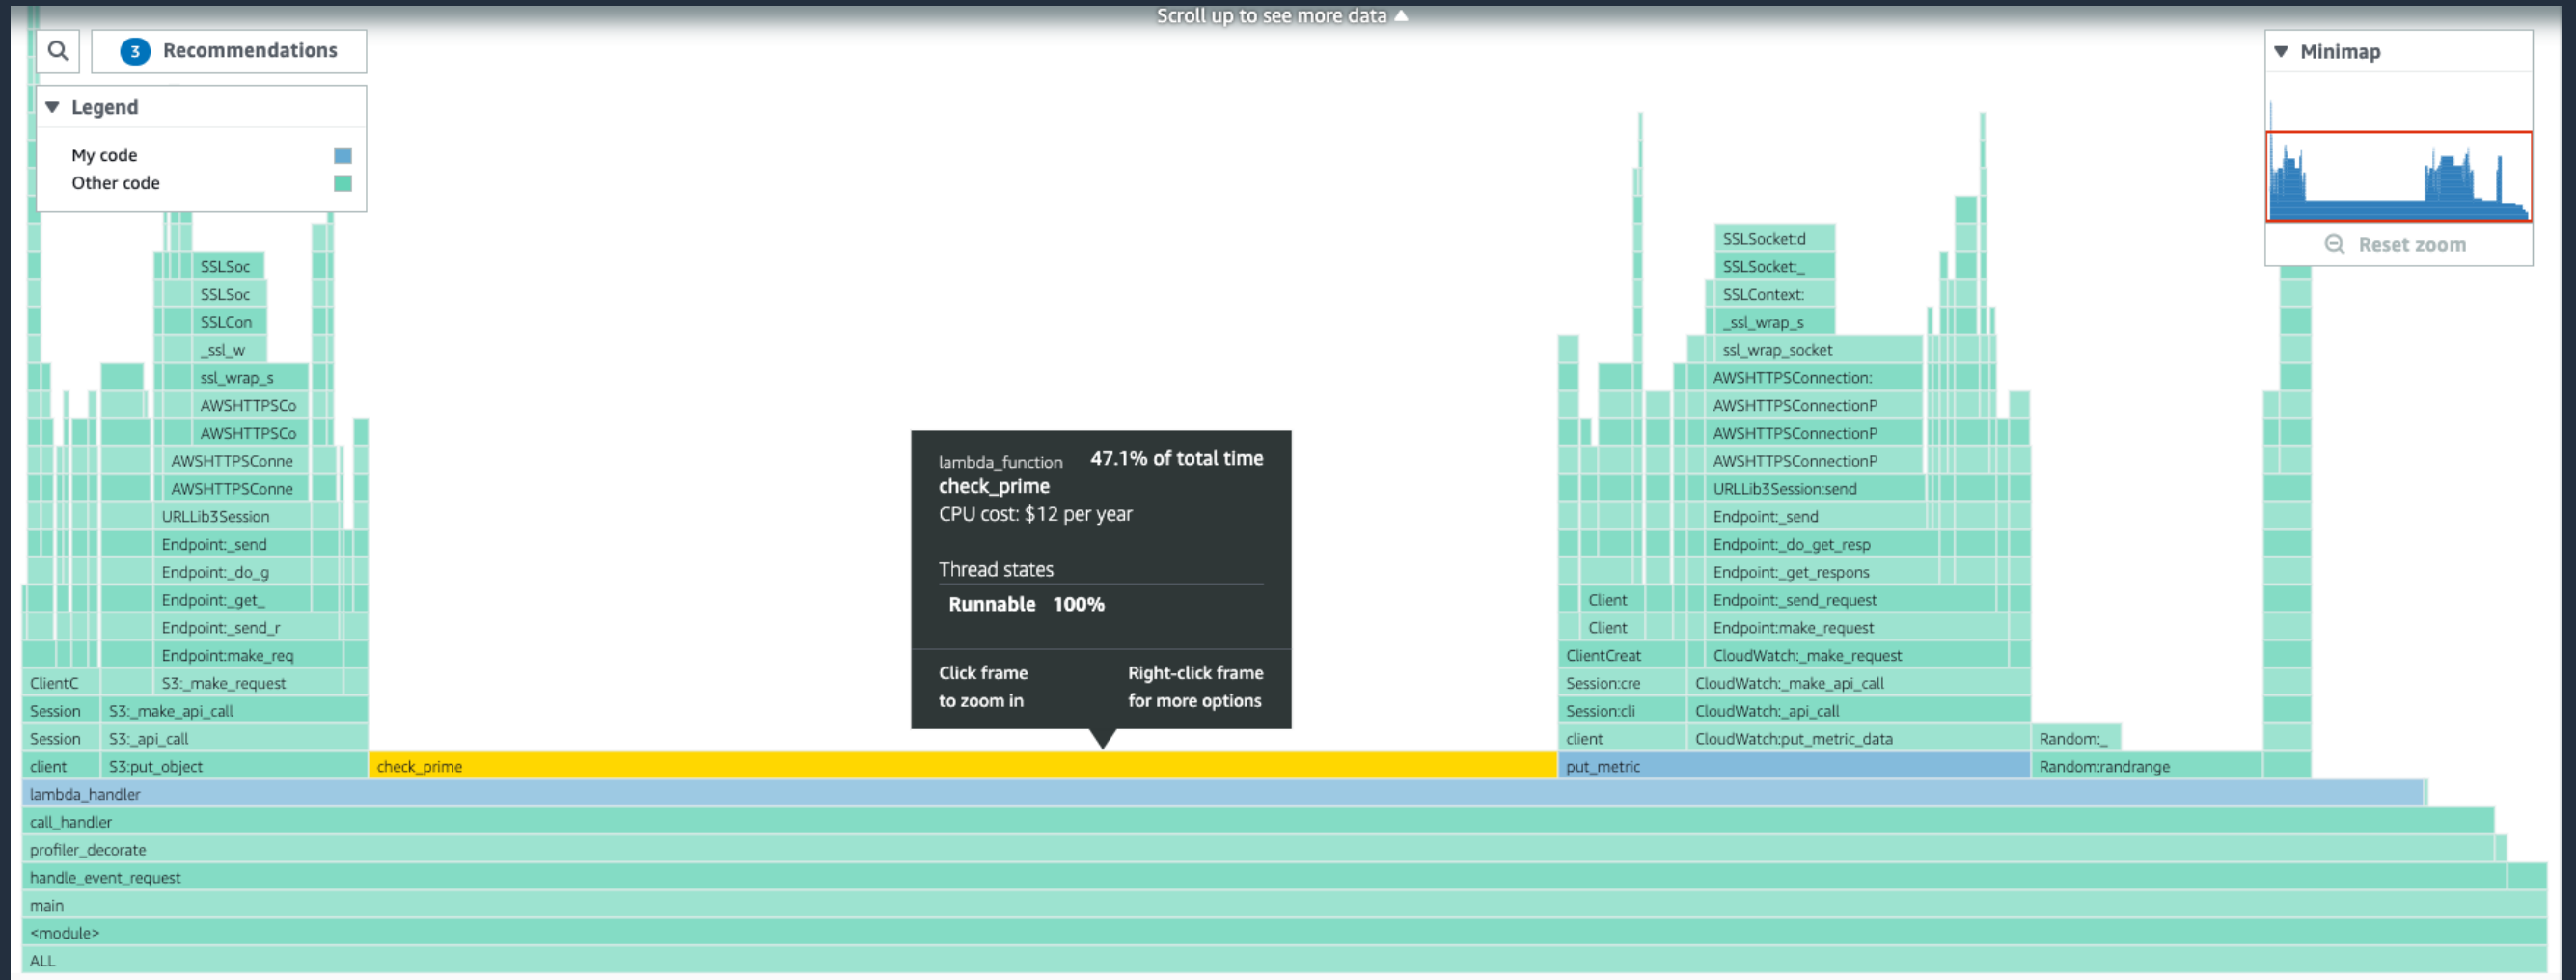 Scroll up to see more data
3 Recommendations
Legend
My code
Other code
Minimap
Reset zoom
SSLSoc
SSLSoc
SSLCon
_ssl_w
ssl_wrap_s
AWSHTTPSCo
AWSHTTPSCo
AWSHTTPSConne
AWSHTTPSConne
URLLib3Session
Endpoint:_send
Endpoint:_do_g
Endpoint:_get_
Endpoint:_send_r
Endpoint:make_req
ClientC
S3:_make_request
Session
S3:_make_api_call
Session
S3:_api_call
client
S3:put_object
lambda_function 47.1% of total time
check_prime
CPU cost: $12 per year
Thread states
Runnable 100%
Click frame
to zoom in
Right-click frame
for more options
check_prime
SSLSocket:d
SSLSocket:_
SSLContext:
_ssl_wrap_s
ssl_wrap_socket
AWSHTTPSConnection:
AWSHTTPSConnectionP
AWSHTTPSConnectionP
AWSHTTPSConnectionP
URLLib3Session:send
Endpoint:_send
Endpoint:_do_get_resp
Endpoint:_get_respons
Client
Endpoint:_send_request
Client
Endpoint:make_request
ClientCreat
CloudWatch:_make_request
Session:cre
CloudWatch:_make_api_call
Session:cli
CloudWatch:_api_call
client
CloudWatch:put_metric_data
Random:_
put_metric
Random:randrange
lambda_handler
call_handler
profiler_decorate
handle_event_request
main
<module>
ALL